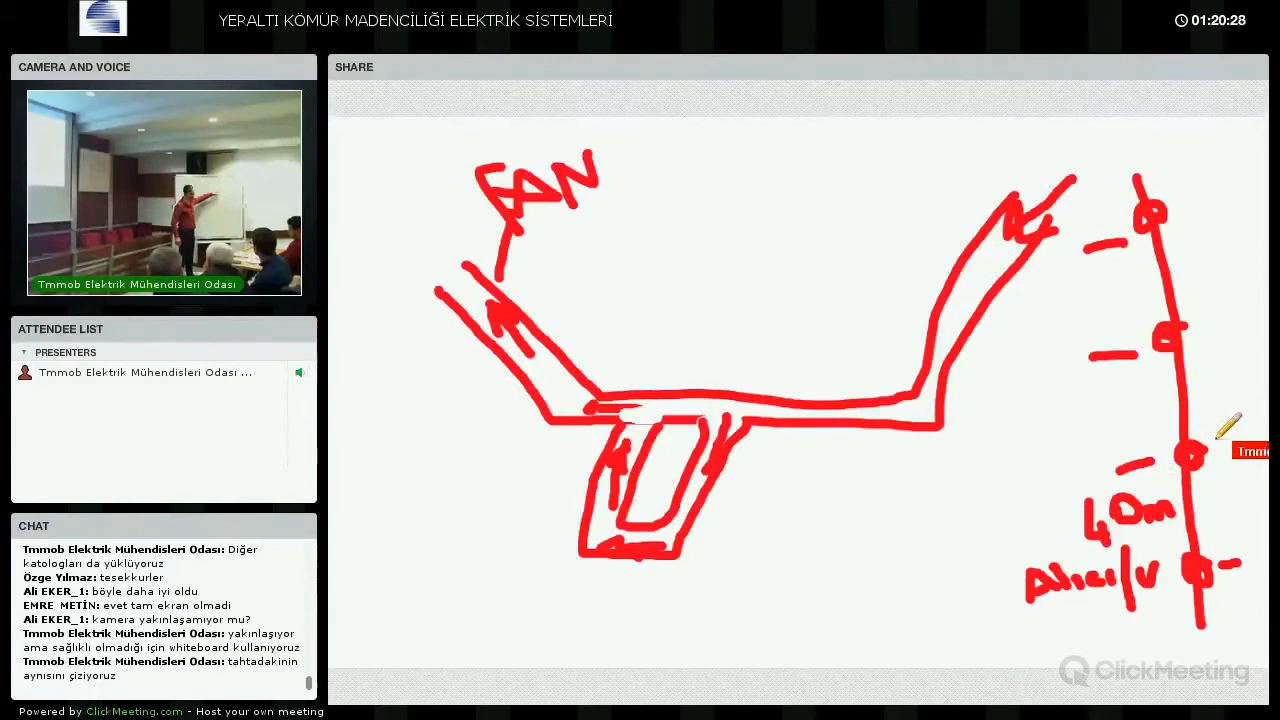 YERALTI KÖMÜR MADENCİLİĞİ ELEKTRİK SİSTEMLERİ
01:20:28
CAMERA AND VOICE
Tmmob Elektrik Mühendisleri Odası
ATTENDEE LIST
PRESENTERS
Tmmob Elektrik Mühendisleri Odası ...
CHAT
Tmmob Elektrik Mühendisleri Odası: Diğer
katologları da yüklüyoruz
Özge Yılmaz: tesekkurler
Ali EKER_1: böyle daha iyi oldu
EMRE METİN: evet tam ekran olmadi
Ali EKER_1: kamera yakınlaşamıyor mu?
Tmmob Elektrik Mühendisleri Odası: yakınlaşıyor
ama sağlıklı olmadığı için whiteboard kullanıyoruz
Tmmob Elektrik Mühendisleri Odası: tahtadakinin
aynısını çiziyoruz
Powered by ClickMeeting.com - Host your own meeting
SHARE
FAN
40m
Alıcı/V
ClickMeeting